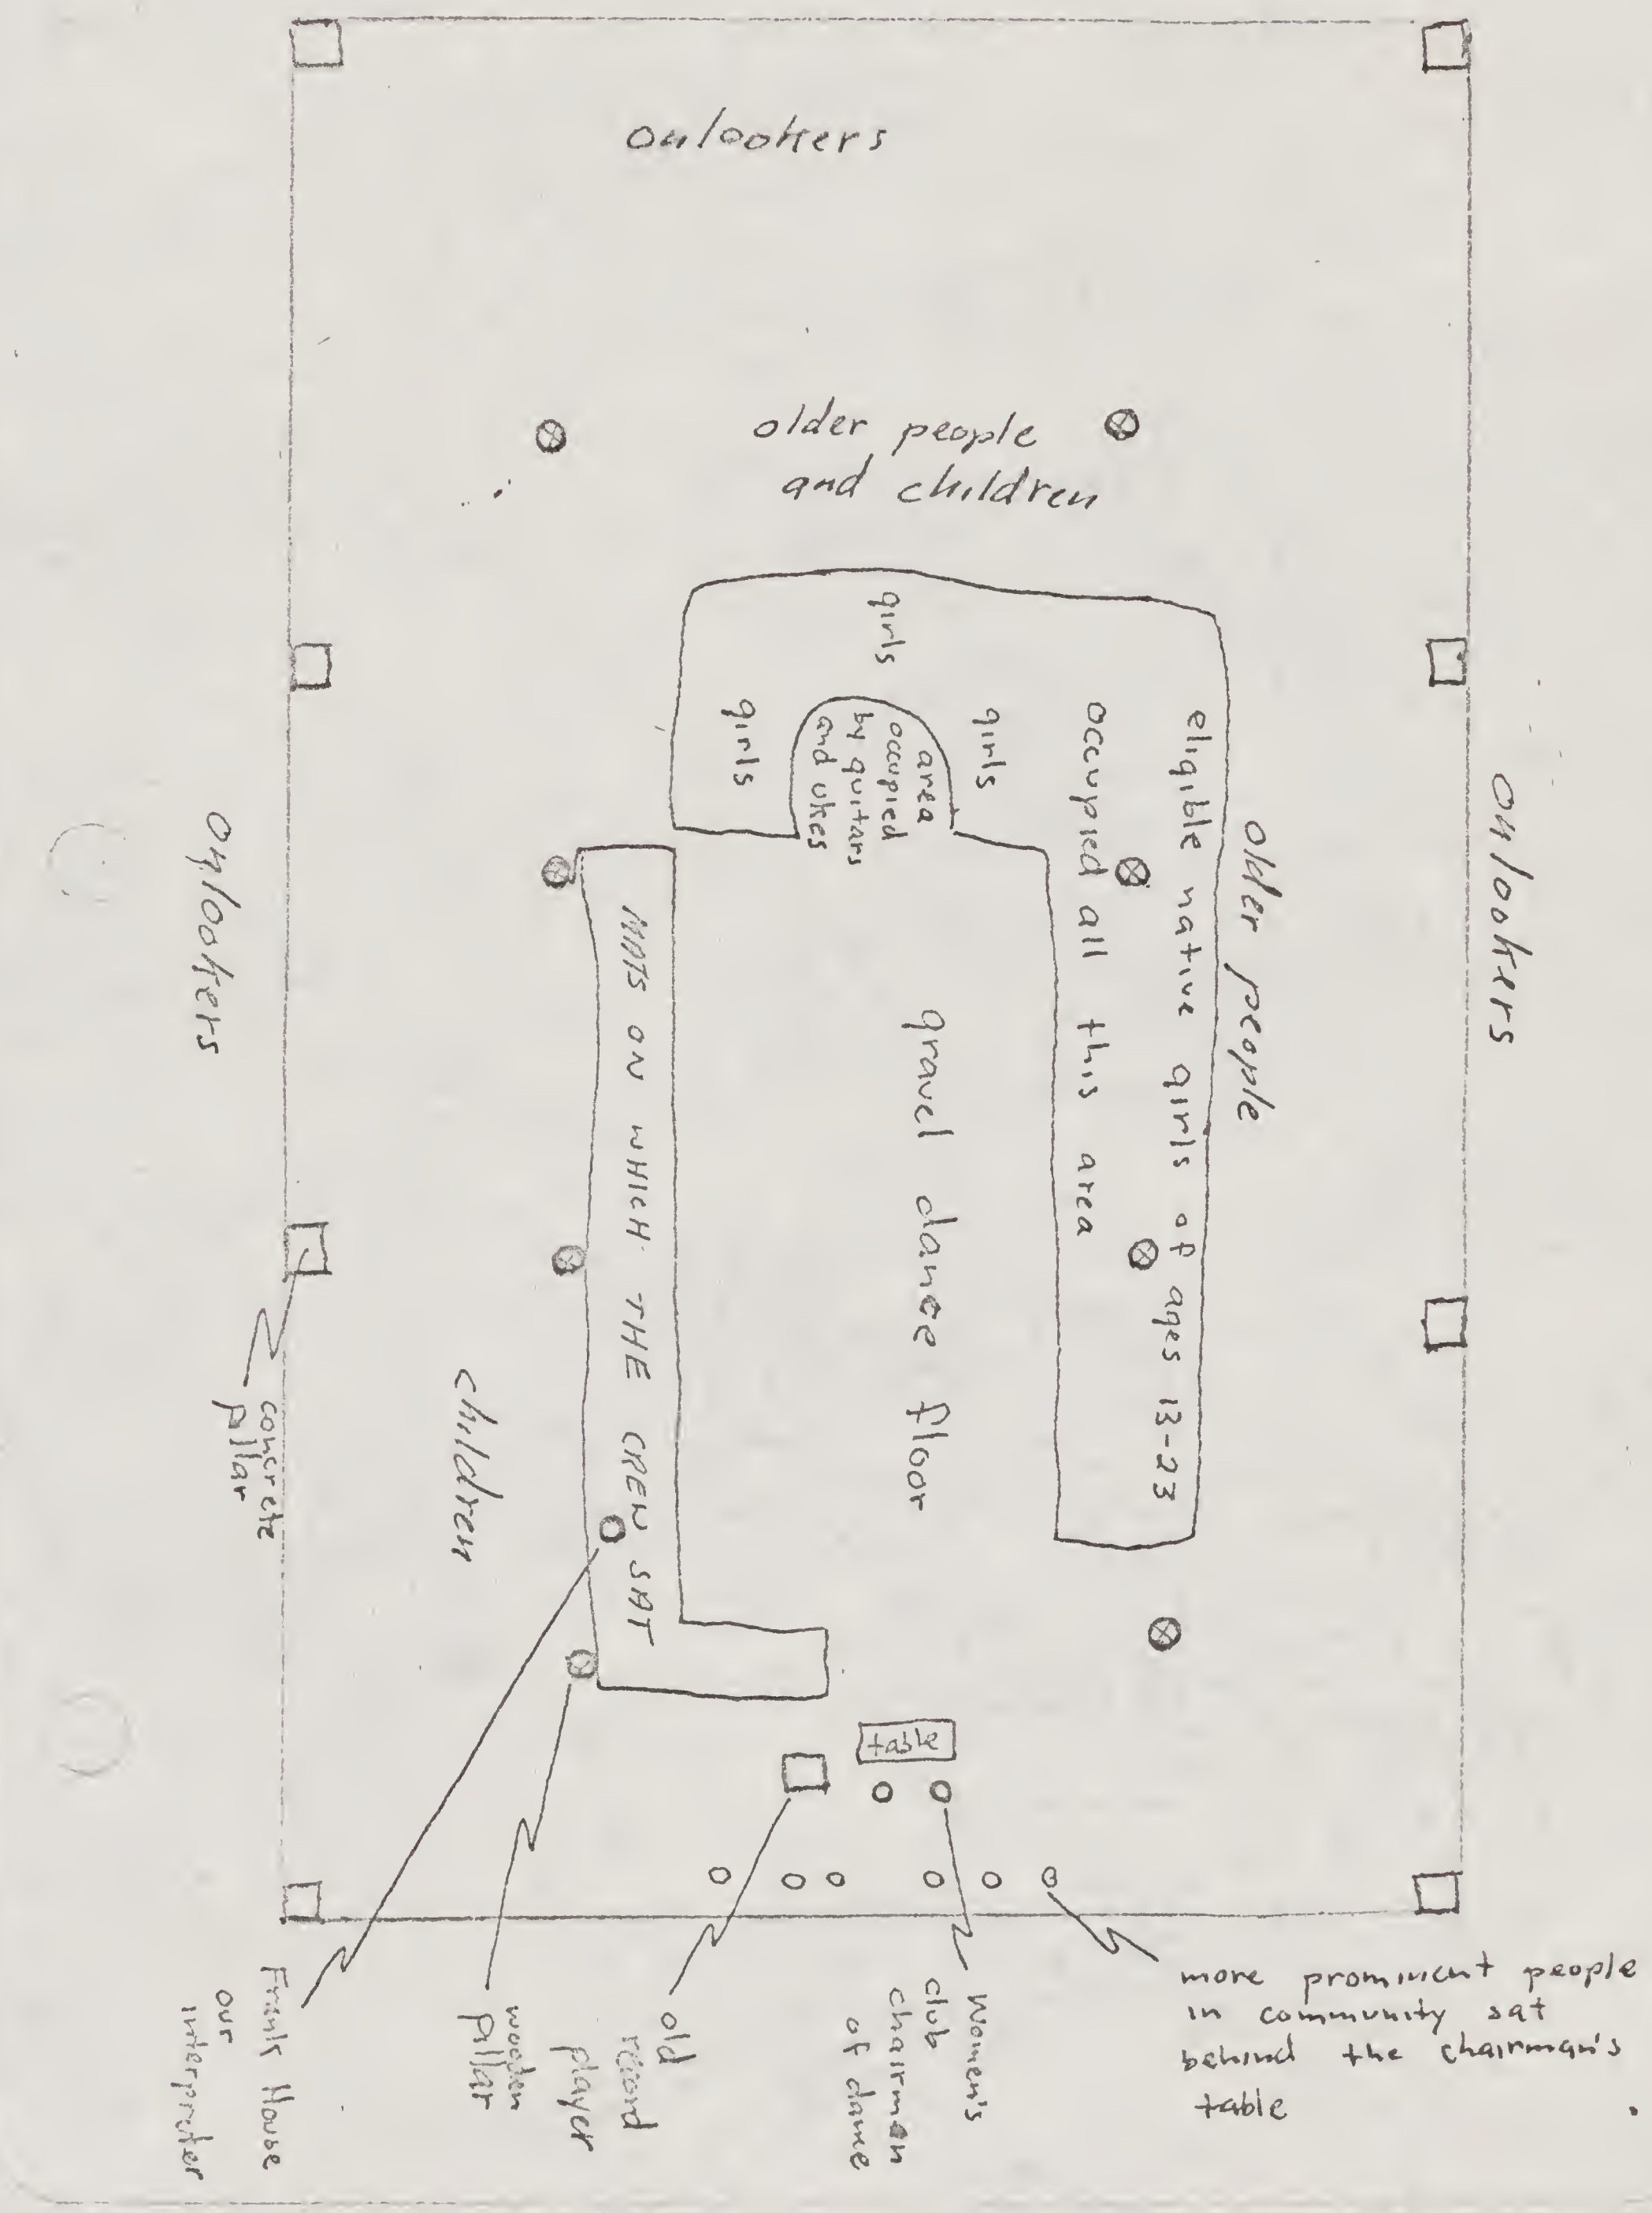 onlookers
older people
and children
girls
girls
girls
area
occupied
by guitars
and ukes
eligible native girls of ages 13-23
occupied all this area
older people
onlookers
onlookers
MATS ON WHICH THE CREW SAT
gravel dance floor
children
concrete
pillar
table
more prominent people
in community sat
behind the chairman's
table
Women's
club
chairman
of dance
old
record
player
wooden
pillar
Frank House
our
interpreter